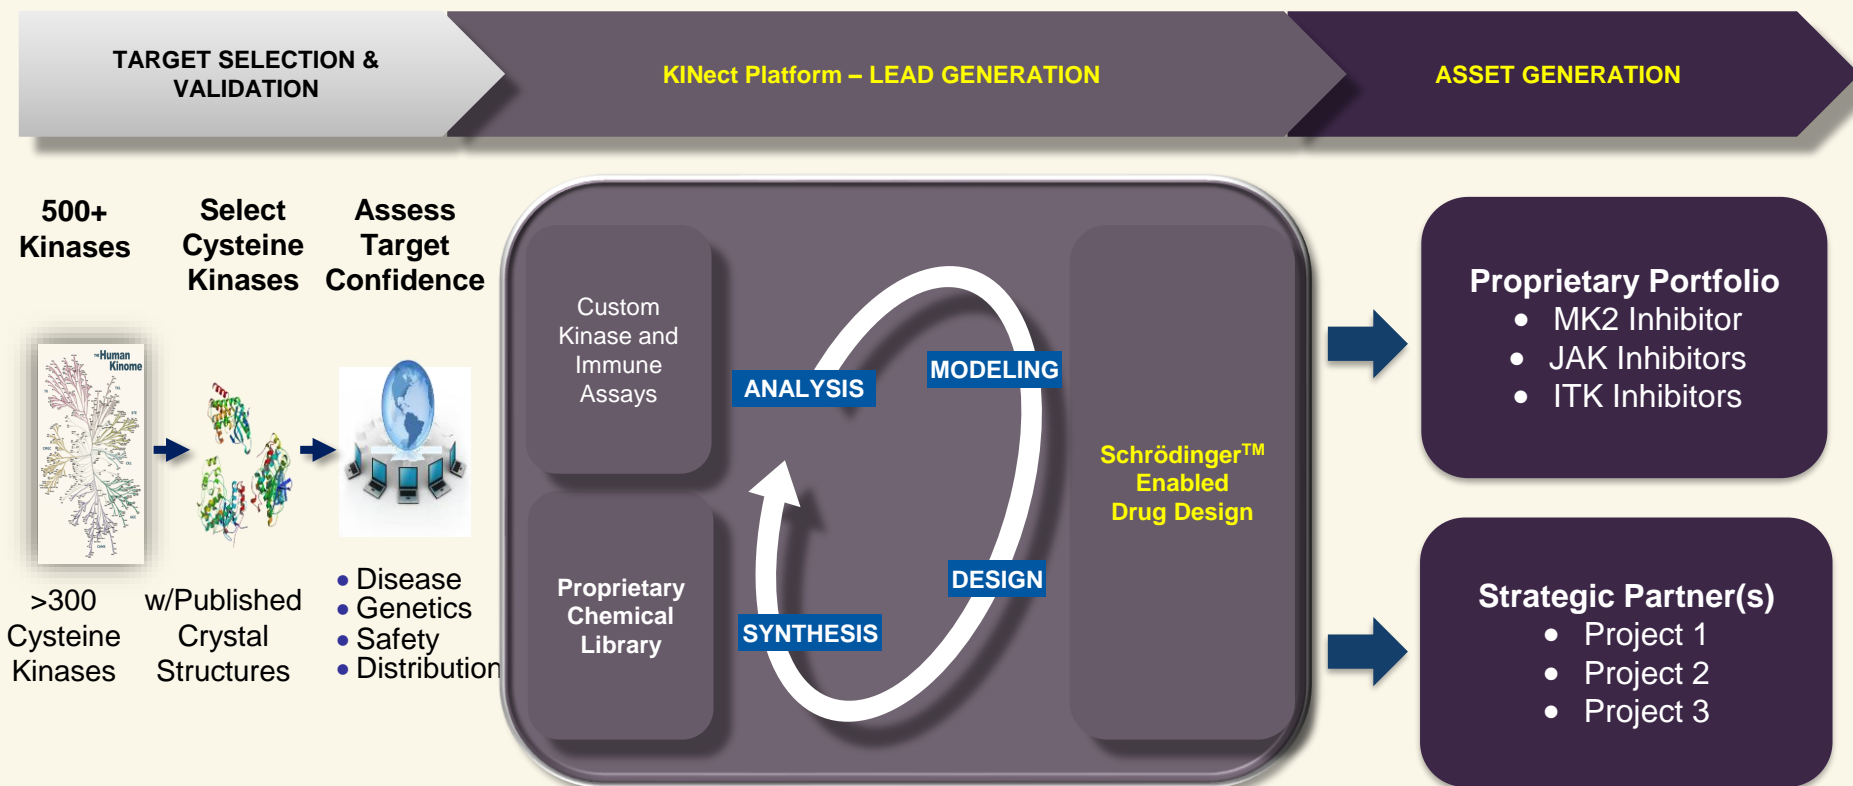 TARGET SELECTION &
VALIDATION
KINect Platform – LEAD GENERATION
ASSET GENERATION
500+
Kinases
Select
Cysteine
Kinases
Assess
Target
Confidence
THE Human
Kinome
>300
Cysteine
Kinases
w/Published
Crystal
Structures
• Disease
• Genetics
• Safety
• Distribution
Custom
Kinase and
Immune
Assays
Proprietary
Chemical
Library
ANALYSIS
MODELING
DESIGN
SYNTHESIS
Schrödinger™
Enabled
Drug Design
Proprietary Portfolio
• MK2 Inhibitor
• JAK Inhibitors
• ITK Inhibitors
Strategic Partner(s)
• Project 1
• Project 2
• Project 3